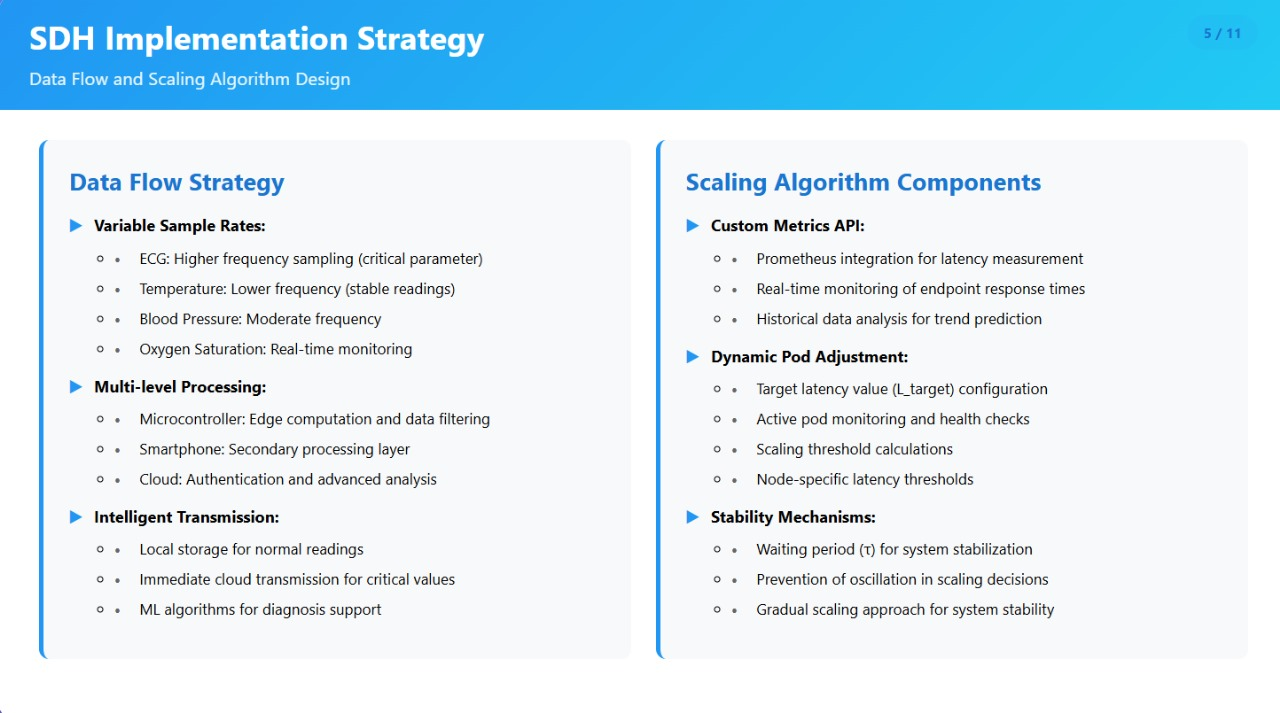 SDH Implementation Strategy
5 / 11
Data Flow and Scaling Algorithm Design
Data Flow Strategy
▶ Variable Sample Rates:
○ • ECG: Higher frequency sampling (critical parameter)
○ • Temperature: Lower frequency (stable readings)
○ • Blood Pressure: Moderate frequency
○ • Oxygen Saturation: Real-time monitoring
▶ Multi-level Processing:
○ • Microcontroller: Edge computation and data filtering
○ • Smartphone: Secondary processing layer
○ • Cloud: Authentication and advanced analysis
▶ Intelligent Transmission:
○ • Local storage for normal readings
○ • Immediate cloud transmission for critical values
○ • ML algorithms for diagnosis support
Scaling Algorithm Components
▶ Custom Metrics API:
○ • Prometheus integration for latency measurement
○ • Real-time monitoring of endpoint response times
○ • Historical data analysis for trend prediction
▶ Dynamic Pod Adjustment:
○ • Target latency value (L_target) configuration
○ • Active pod monitoring and health checks
○ • Scaling threshold calculations
○ • Node-specific latency thresholds
▶ Stability Mechanisms:
○ • Waiting period (τ) for system stabilization
○ • Prevention of oscillation in scaling decisions
○ • Gradual scaling approach for system stability